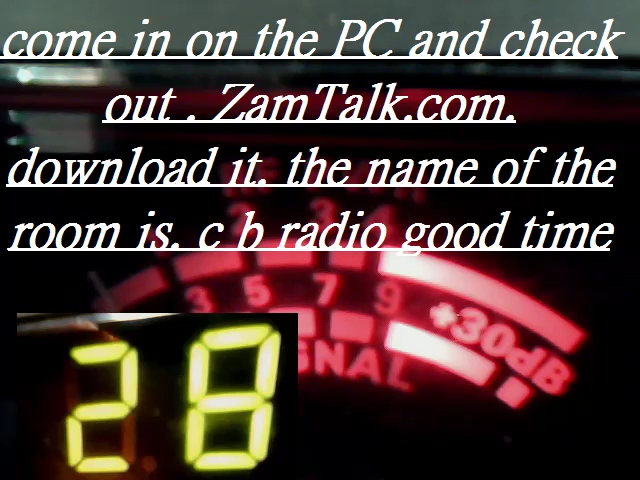 come in on the PC and check
out . ZamTalk.com.
download it. the name of the
room is. c b radio good time
3 5 7 9 +30dB
SIGNAL
28